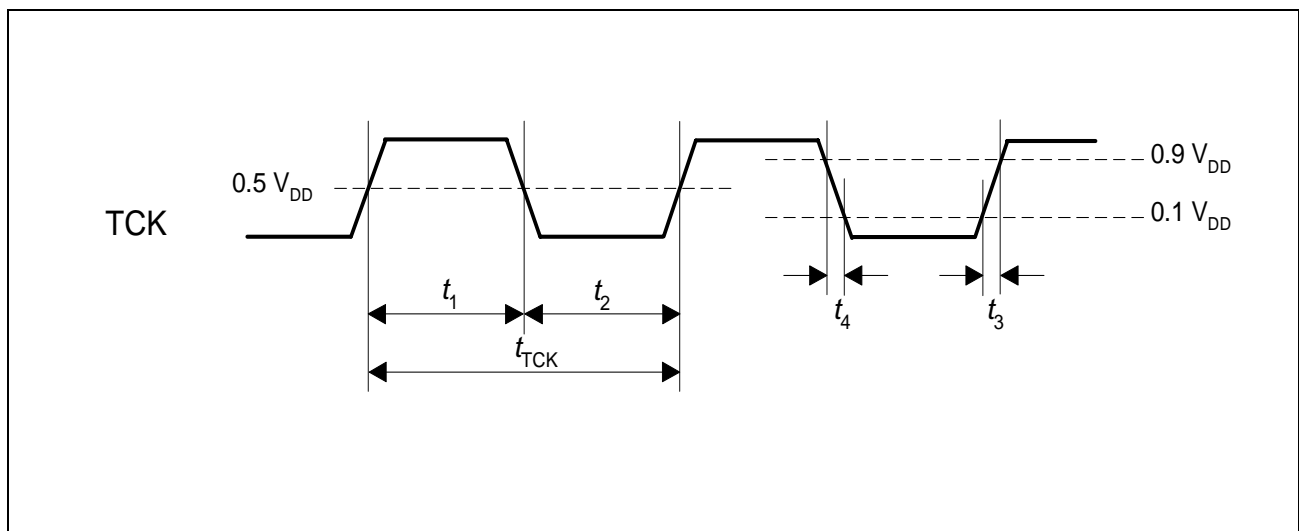 0.9 V_DD
0.5 V_DD
TCK
0.1 V_DD
t_1
t_2
t_4
t_3
t_TCK